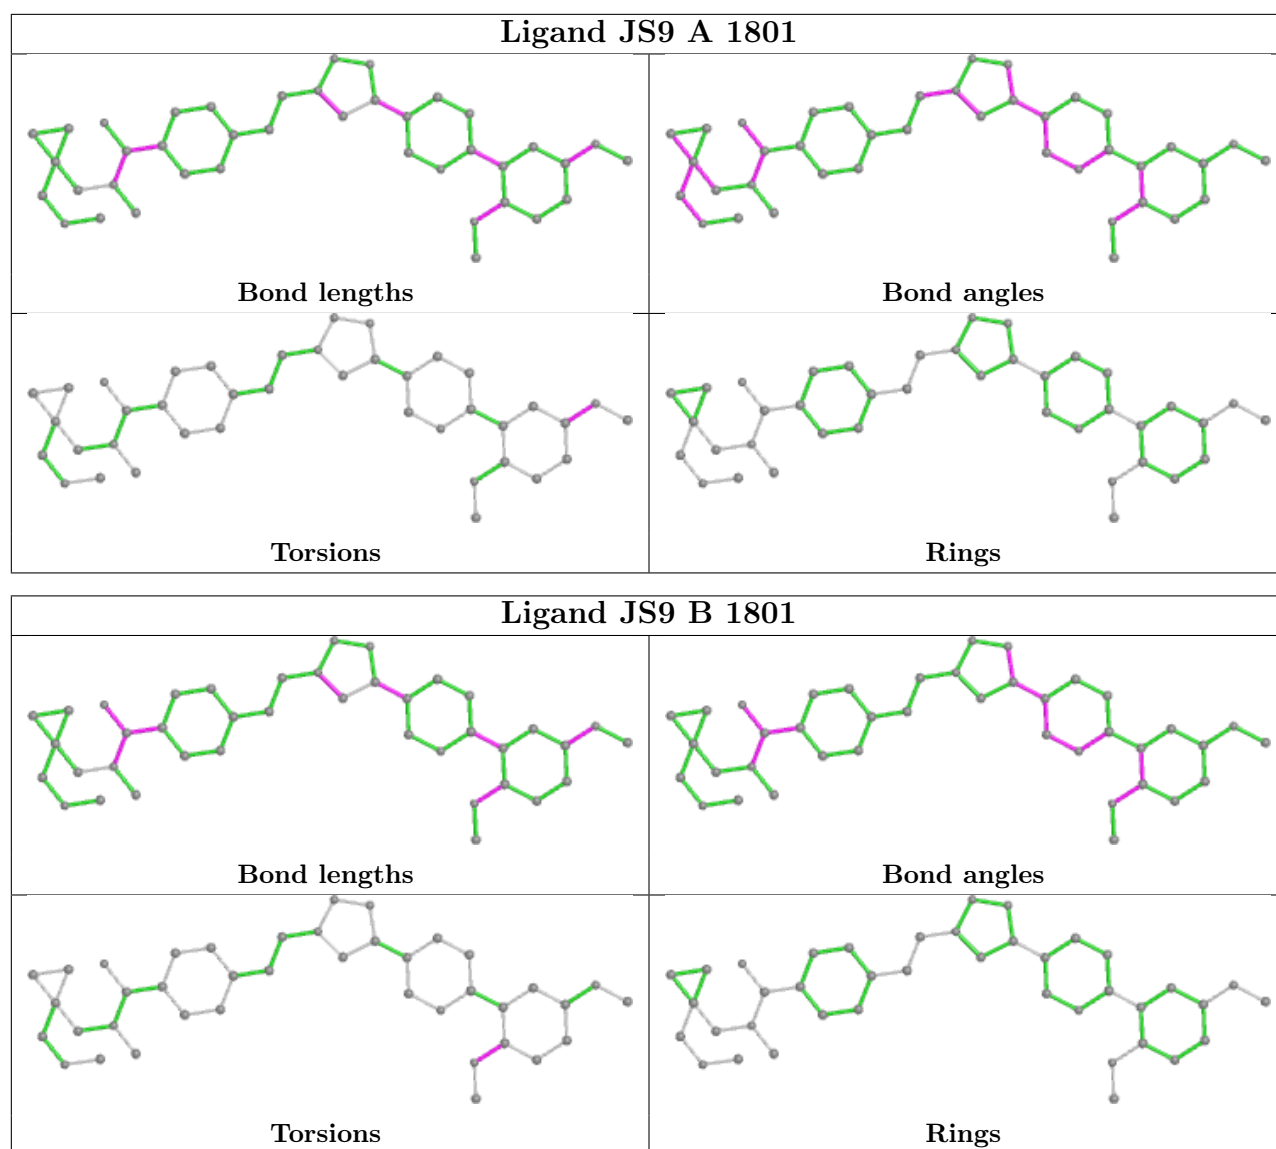 Ligand JS9 A 1801
Bond lengths
Bond angles
Torsions
Rings
Ligand JS9 B 1801
Bond lengths
Bond angles
Torsions
Rings